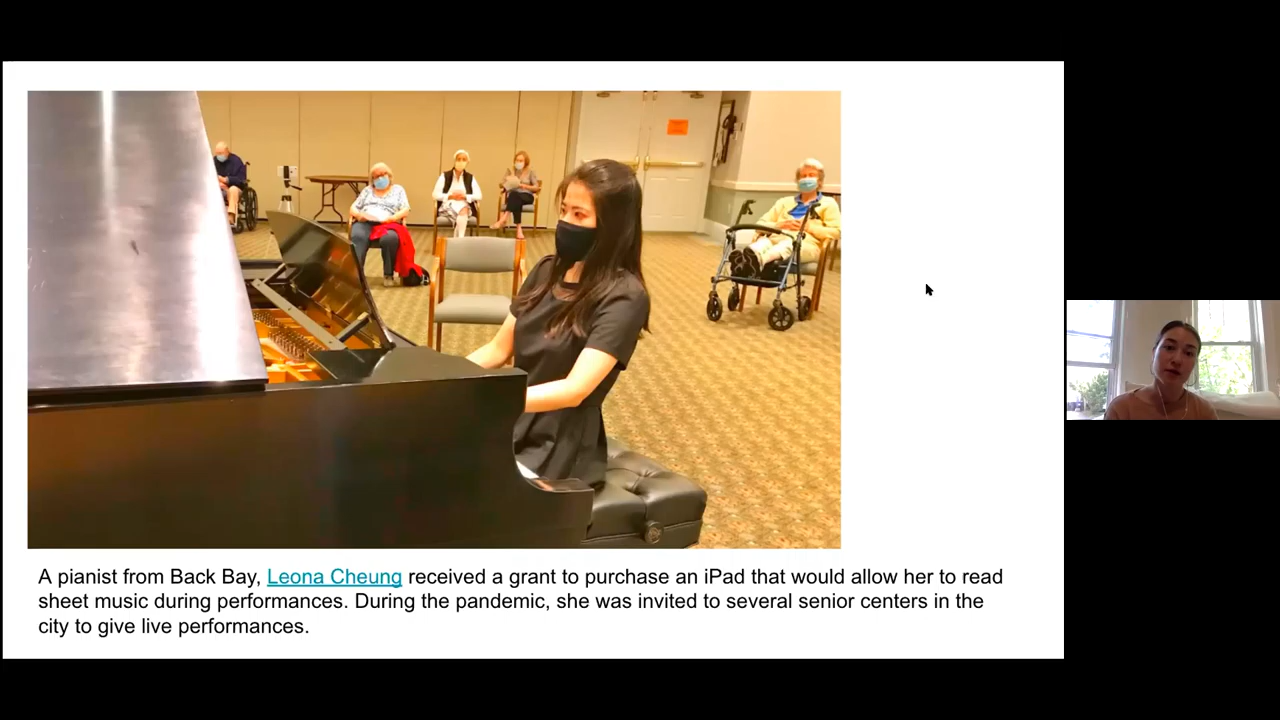 A pianist from Back Bay, Leona Cheung received a grant to purchase an iPad that would allow her to read
sheet music during performances. During the pandemic, she was invited to several senior centers in the
city to give live performances.